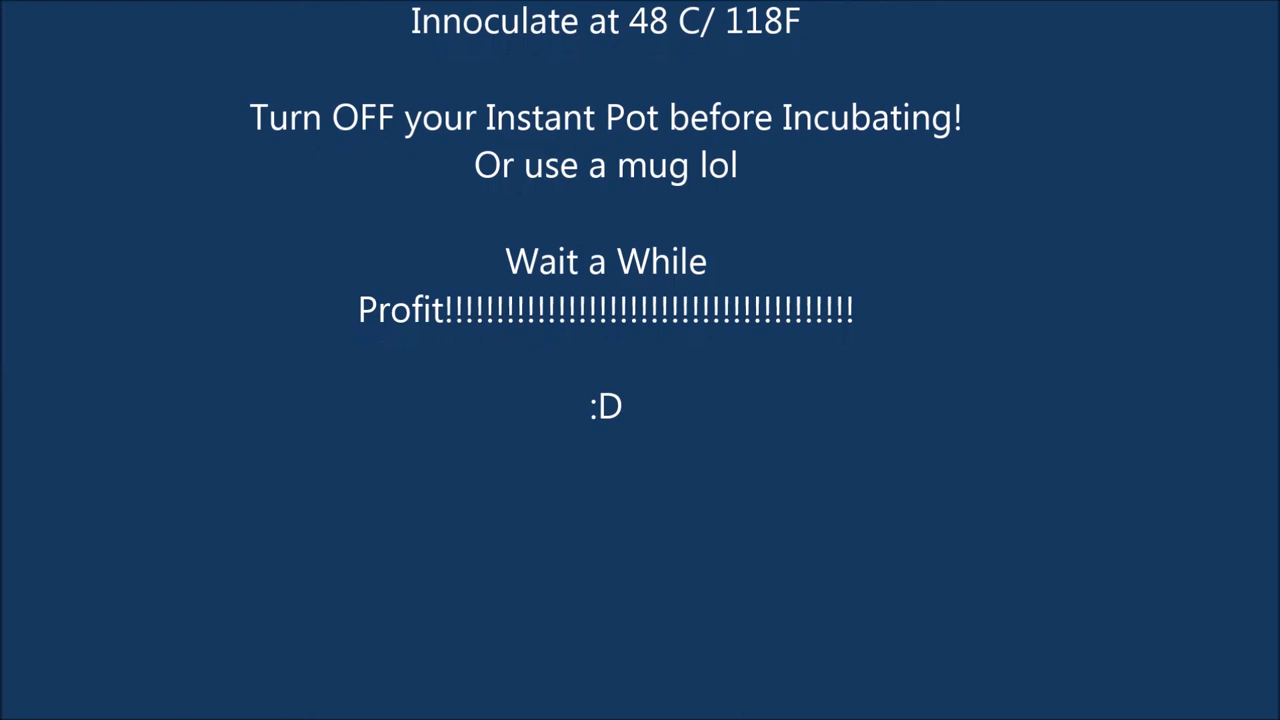 Innoculate at 48 C/ 118F
Turn OFF your Instant Pot before Incubating!
Or use a mug lol
Wait a While
Profit!!!!!!!!!!!!!!!!!!!!!!!!!!!!!!!!!!!!!!!!
:D